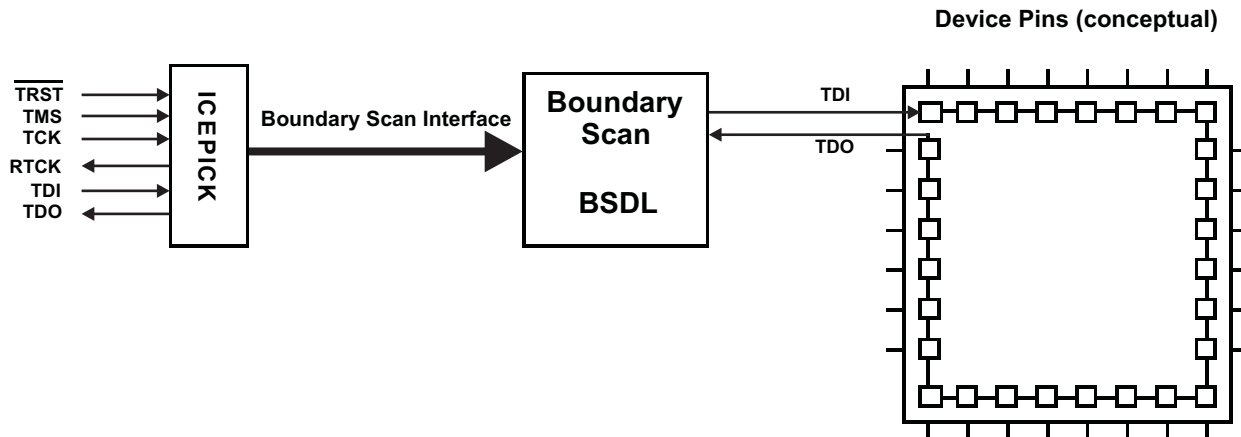 Device Pins (conceptual)
TRST
TMS
TCK
RTCK
TDI
TDO
ICEPICK
Boundary Scan Interface
Boundary
Scan
BSDL
TDI
TDO